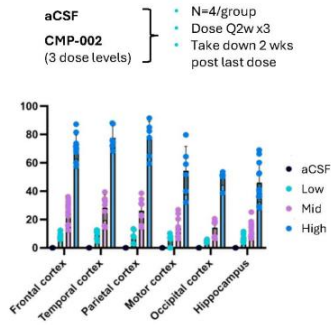 aCSF
CMP-002
(3 dose levels)
N=4/group
Dose Q2w x3
Take down 2 wks
post last dose
100
80
60
40
20
0
aCSF
Low
Mid
High
Frontal cortex
Temporal cortex
Parietal cortex
Motor cortex
Occipital cortex
Hippocampus